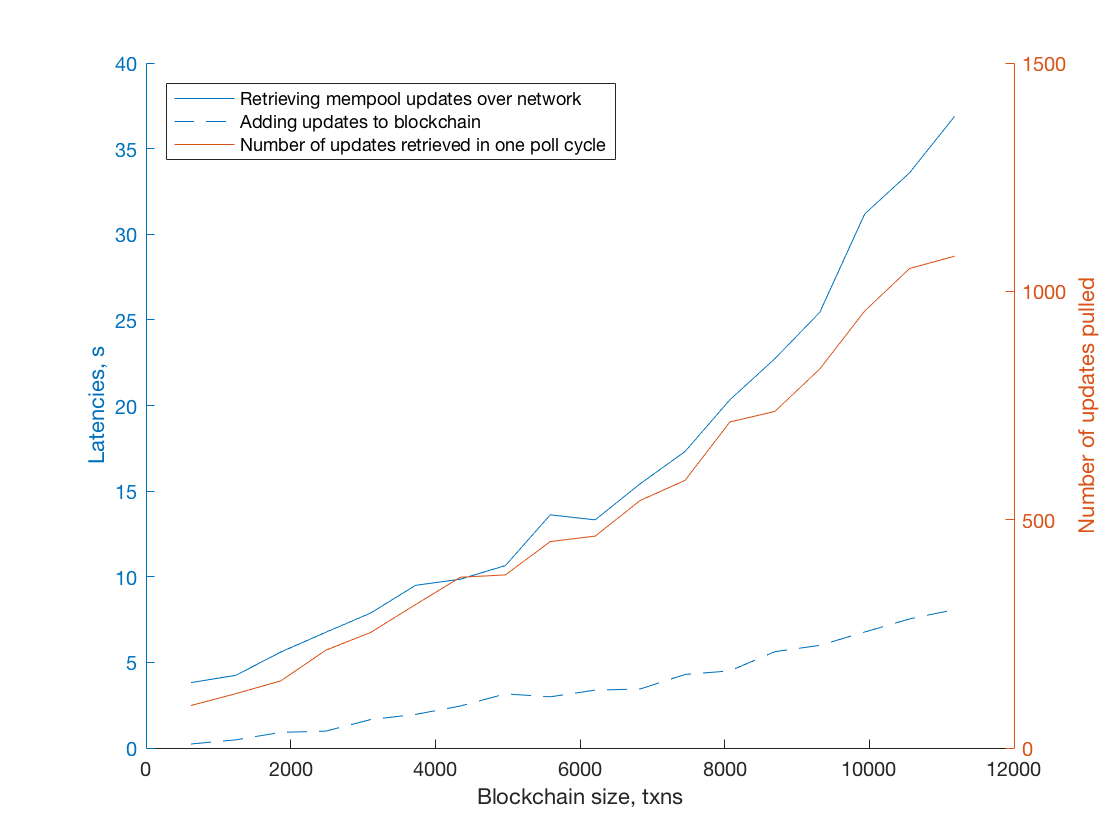 Retrieving mempool updates over network
Adding updates to blockchain
Number of updates retrieved in one poll cycle
40
35
30
25
20
15
10
5
0
Latencies, s
1500
1000
500
0
Number of updates pulled
0 2000 4000 6000 8000 10000 12000
Blockchain size, txns